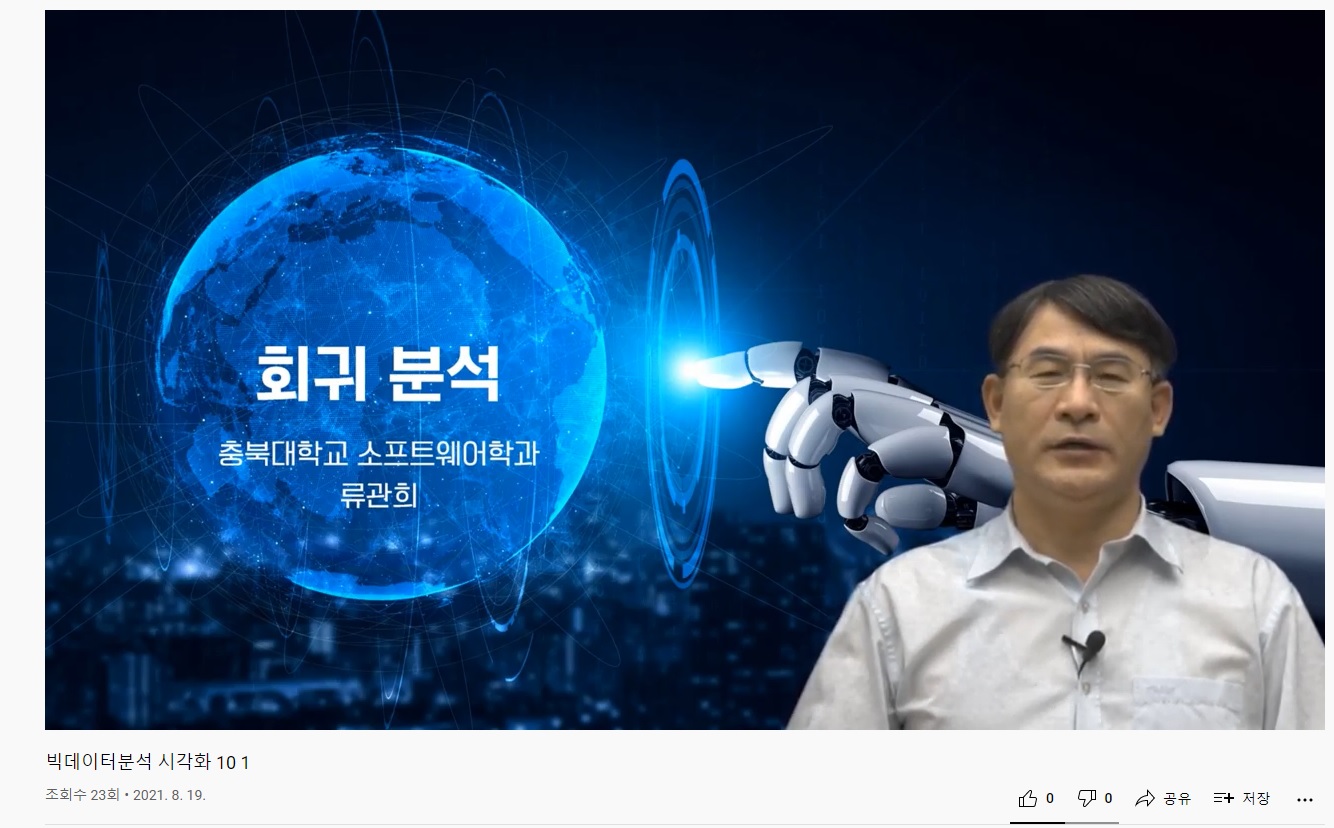 회귀 분석
충북대학교 소프트웨어학과
류관희
빅데이터분석 시각화 10 1
조회수 23회 • 2021. 8. 19.
0 0 공유 저장